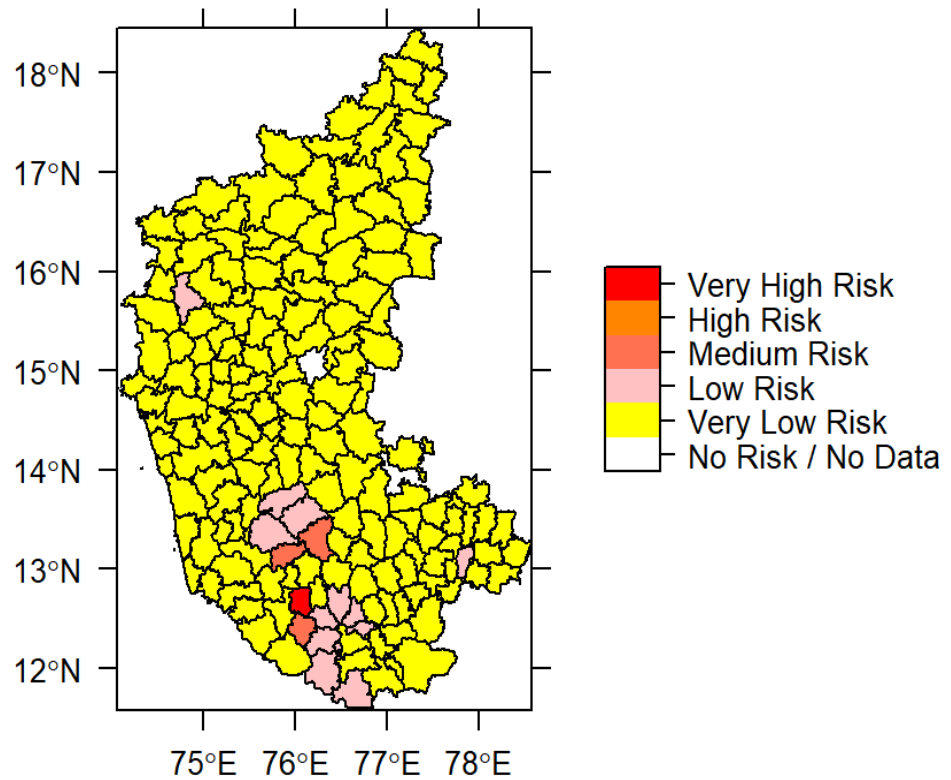 18°N
17°N
16°N
15°N
14°N
13°N
12°N
75°E 76°E 77°E 78°E
Very High Risk
High Risk
Medium Risk
Low Risk
Very Low Risk
No Risk / No Data